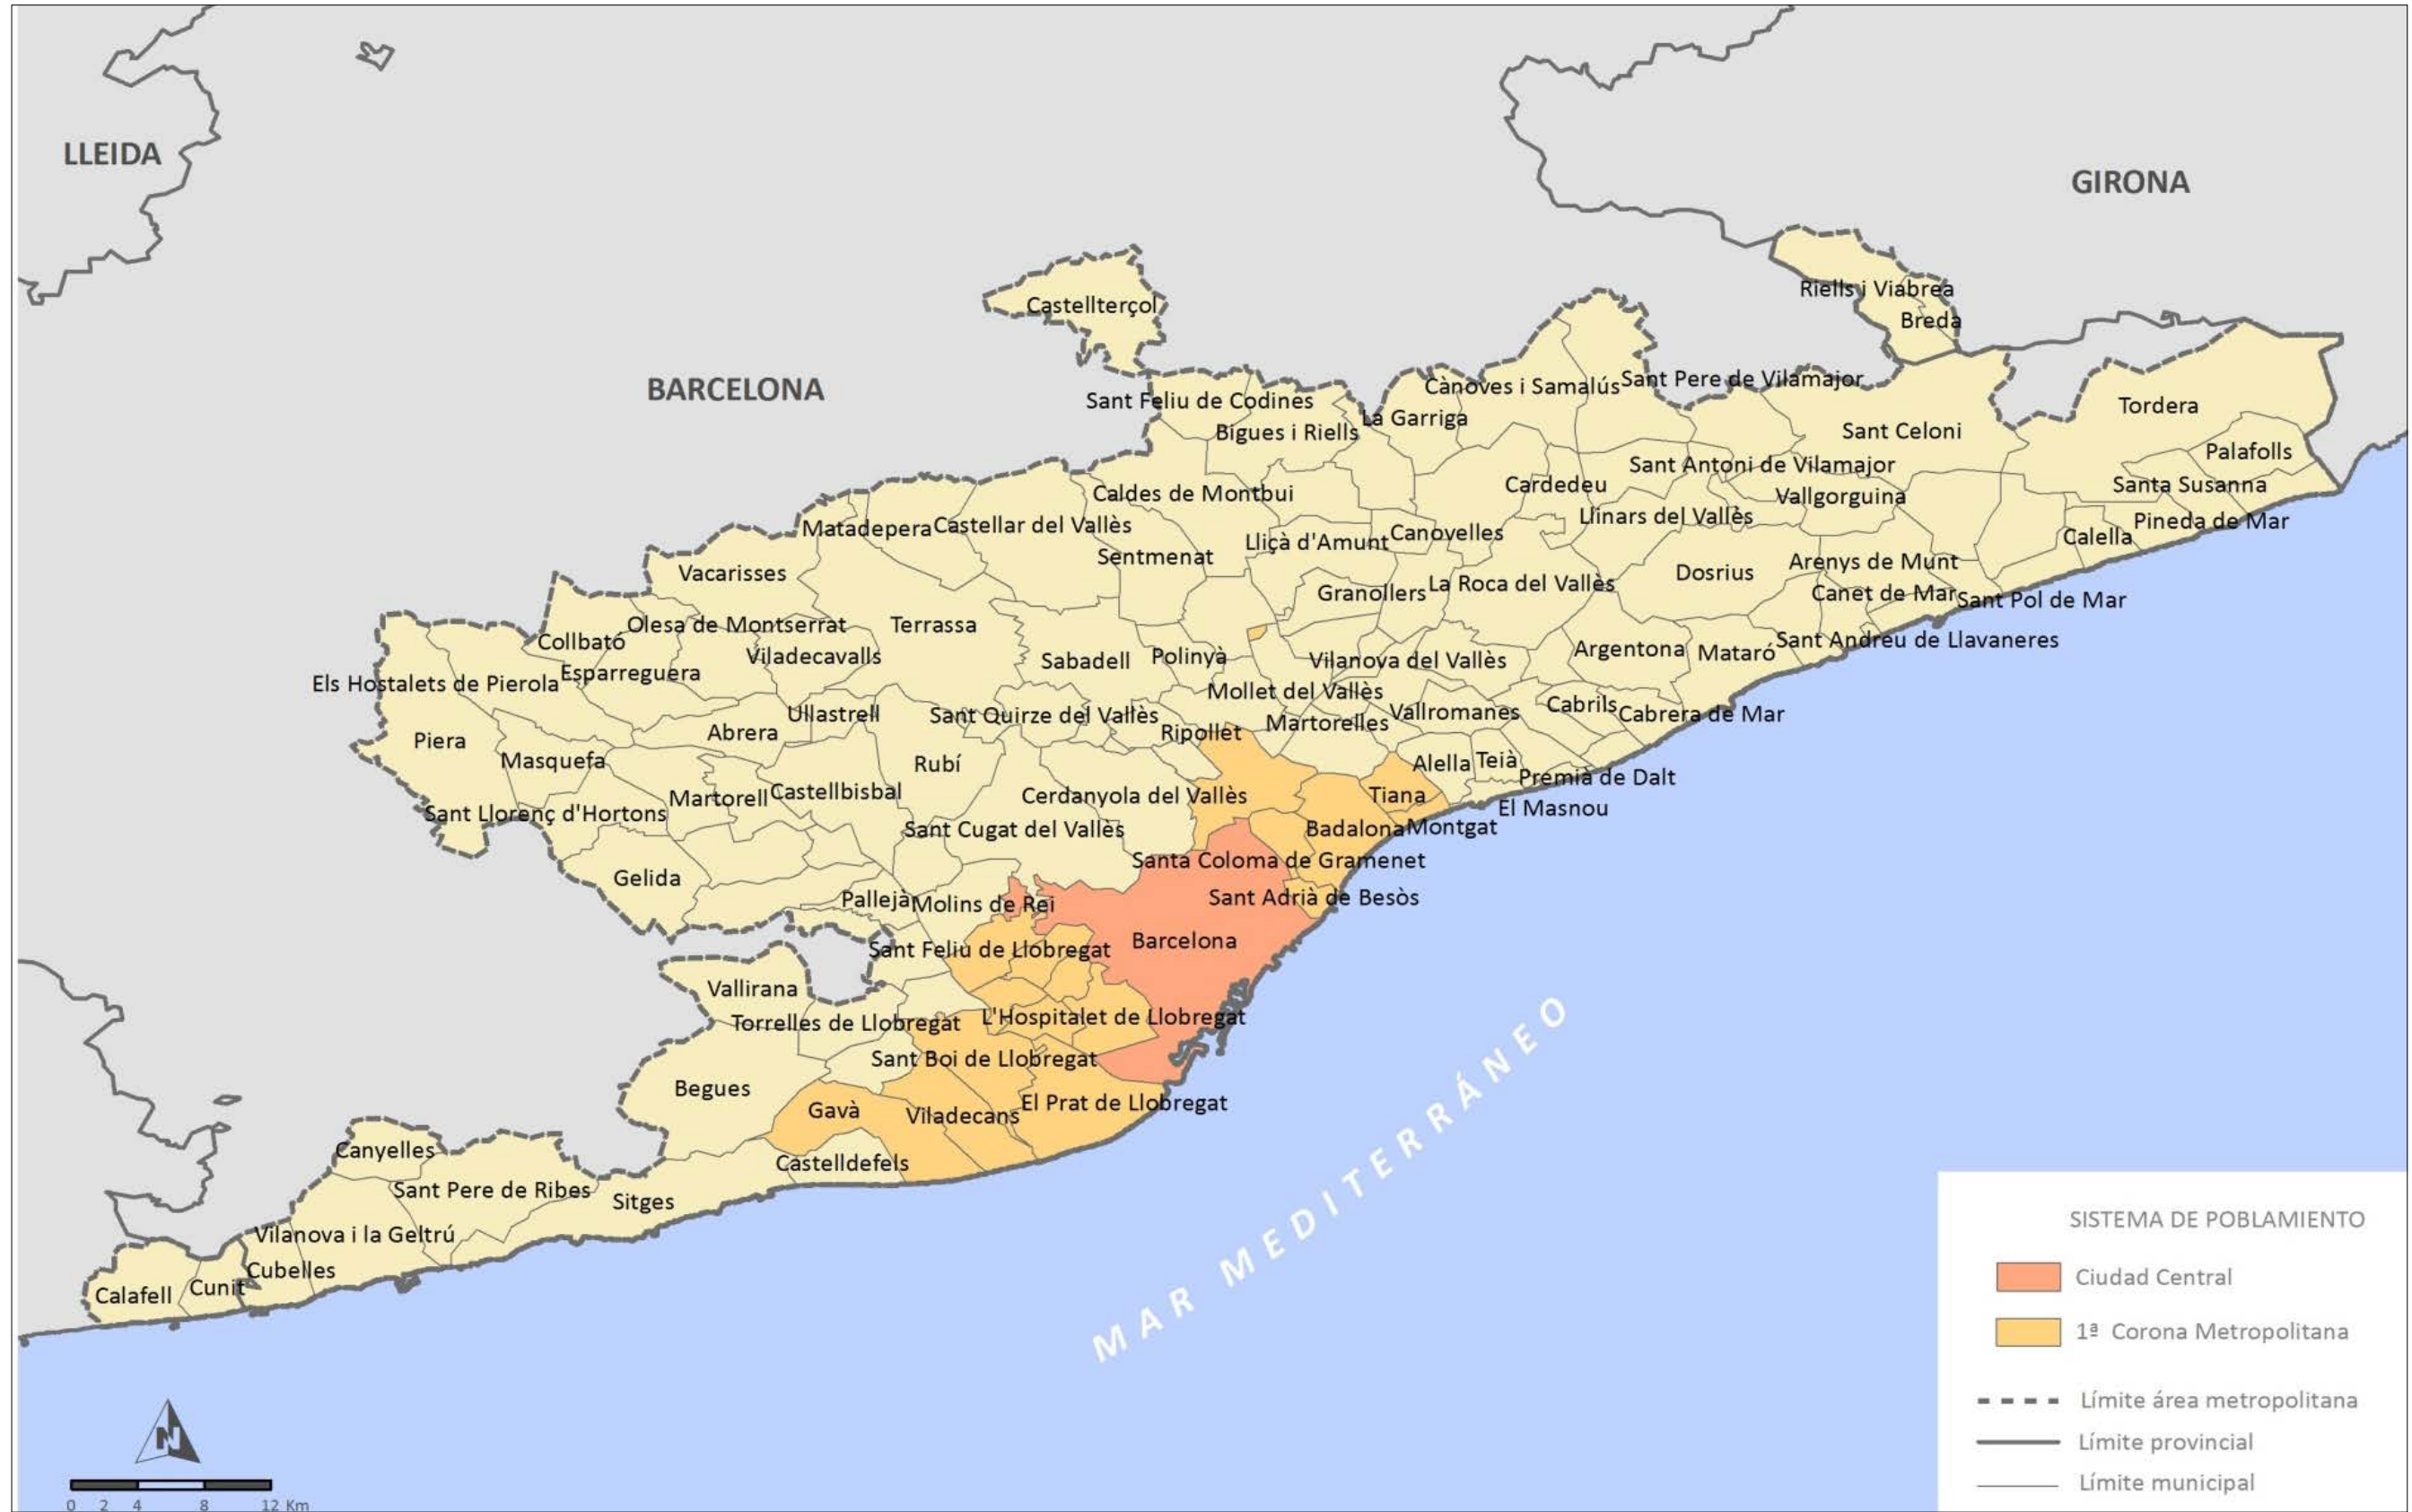 LLEIDA
GIRONA
BARCELONA
Castellterçol
Riells i Viabrea
Breda
Sant Feliu de Codines
Bigues i Riells
La Garriga
Cànoves i Samalús
Sant Pere de Vilamajor
Sant Celoni
Tordera
Palafolls
Santa Susanna
Pineda de Mar
Calella
Sant Antoni de Vilamajor
Vallgorguina
Cardedeu
Llinars del Vallès
Caldes de Montbui
Matadepera
Castellar del Vallès
Sentmenat
Lliçà d'Amunt
Canovelles
Vacarisses
Granollers
La Roca del Vallès
Dosrius
Arenys de Munt
Canet de Mar
Sant Pol de Mar
Collbató
Olesa de Montserrat
Terrassa
Viladecavalls
Sabadell
Polinyà
Vilanova del Vallès
Argentona
Mataró
Sant Andreu de Llavaneres
Els Hostalets de Pierola
Esparreguera
Mollet del Vallès
Ullastrell
Sant Quirze del Vallès
Martorelles
Vallromanes
Cabrils
Cabrera de Mar
Piera
Abrera
Ripollet
Masquefa
Rubí
Alella
Teià
Premià de Dalt
Martorell
Castellbisbal
Cerdanyola del Vallès
Tiana
El Masnou
Sant Llorenç d'Hortons
Sant Cugat del Vallès
Badalona
Montgat
Santa Coloma de Gramenet
Gelida
Pallejà
Molins de Rei
Sant Adrià de Besòs
Sant Feliu de Llobregat
Barcelona
Vallirana
Torrelles de Llobregat
L'Hospitalet de Llobregat
Sant Boi de Llobregat
Begues
Gavà
Viladecans
El Prat de Llobregat
Castelldefels
Canyelles
Sant Pere de Ribes
Sitges
Vilanova i la Geltrú
Cubelles
Cunit
Calafell
MAR MEDITERRÁNEO
SISTEMA DE POBLAMIENTO
Ciudad Central
1ª Corona Metropolitana
Límite área metropolitana
Límite provincial
Límite municipal
N
0 2 4 8 12 Km